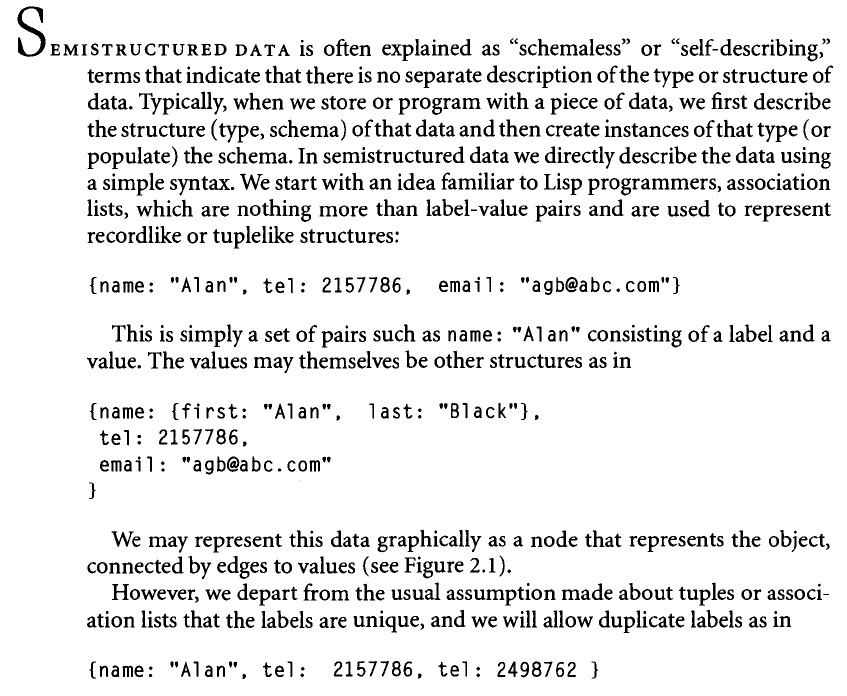 SEMISTRUCTURED DATA is often explained as “schemaless” or “self-describing,”
terms that indicate that there is no separate description of the type or structure of
data. Typically, when we store or program with a piece of data, we first describe
the structure (type, schema) of that data and then create instances of that type (or
populate) the schema. In semistructured data we directly describe the data using
a simple syntax. We start with an idea familiar to Lisp programmers, association
lists, which are nothing more than label-value pairs and are used to represent
recordlike or tuplelike structures:
{name: "Alan", tel: 2157786, email: "agb@abc.com"}
This is simply a set of pairs such as name: "Alan" consisting of a label and a
value. The values may themselves be other structures as in
{name: {first: "Alan", last: "Black"},
tel: 2157786,
email: "agb@abc.com"
}
We may represent this data graphically as a node that represents the object,
connected by edges to values (see Figure 2.1).
However, we depart from the usual assumption made about tuples or associ-
ation lists that the labels are unique, and we will allow duplicate labels as in
{name: "Alan", tel: 2157786, tel: 2498762 }